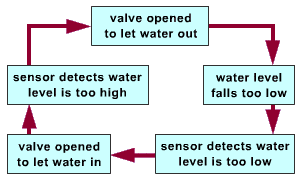 valve opened
to let water out
water level
falls too low
sensor detects water
level is too low
valve opened
to let water in
sensor detects water
level is too high